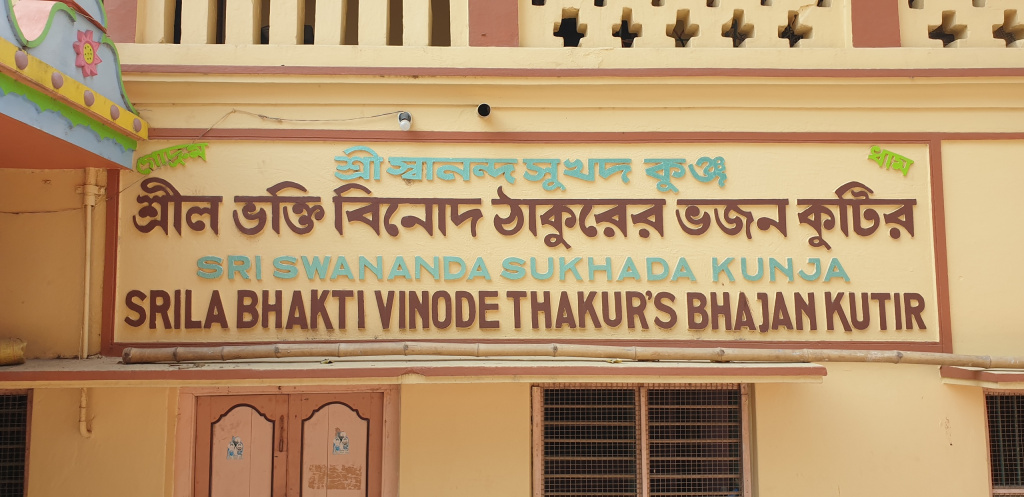 গোদ্রুম
ধাম
শ্রী স্বানন্দ সুখদ কুঞ্জ
শ্রীল ভক্তি বিনোদ ঠাকুরের ভজন কুটির
SRI SWANANDA SUKHADA KUNJA
SRILA BHAKTI VINODE THAKUR'S BHAJAN KUTIR